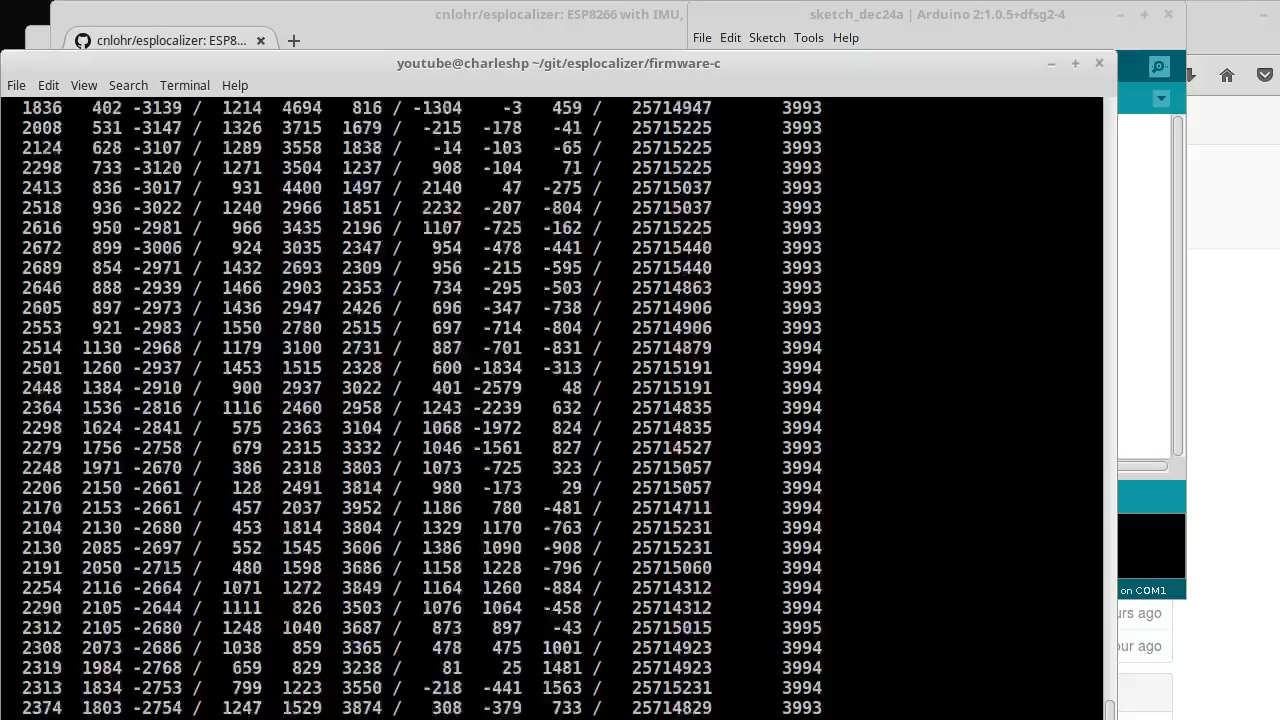 cnlohr/esplocalizer: ESP8266 with IMU,
sketch_dec24a | Arduino 2:1.0.5+dfsg2-4
cnlohr/esplocalizer: ESP8...
File Edit Sketch Tools Help
youtube@charleshp ~/git/esplocalizer/firmware-c
File Edit View Search Terminal Help
1836 402 -3139 / 1214 4694 816 / -1304 -3 459 / 25714947 3993
2008 531 -3147 / 1326 3715 1679 / -215 -178 -41 / 25715225 3993
2124 628 -3107 / 1289 3558 1838 / -14 -103 -65 / 25715225 3993
2298 733 -3120 / 1271 3504 1237 / 908 -104 71 / 25715225 3993
2413 836 -3017 / 931 4400 1497 / 2140 47 -275 / 25715037 3993
2518 936 -3022 / 1240 2966 1851 / 2232 -207 -804 / 25715037 3993
2616 950 -2981 / 966 3435 2196 / 1107 -725 -162 / 25715225 3993
2672 899 -3006 / 924 3035 2347 / 954 -478 -441 / 25715440 3993
2689 854 -2971 / 1432 2693 2309 / 956 -215 -595 / 25715440 3993
2646 888 -2939 / 1466 2903 2353 / 734 -295 -503 / 25714863 3993
2605 897 -2973 / 1436 2947 2426 / 696 -347 -738 / 25714906 3993
2553 921 -2983 / 1550 2780 2515 / 697 -714 -804 / 25714906 3993
2514 1130 -2968 / 1179 3100 2731 / 887 -701 -831 / 25714879 3994
2501 1260 -2937 / 1453 1515 2328 / 600 -1834 -313 / 25715191 3994
2448 1384 -2910 / 900 2937 3022 / 401 -2579 48 / 25715191 3994
2364 1536 -2816 / 1116 2460 2958 / 1243 -2239 632 / 25714835 3994
2298 1624 -2841 / 575 2363 3104 / 1068 -1972 824 / 25714835 3994
2279 1756 -2758 / 679 2315 3332 / 1046 -1561 827 / 25714527 3993
2248 1971 -2670 / 386 2318 3803 / 1073 -725 323 / 25715057 3994
2206 2150 -2661 / 128 2491 3814 / 980 -173 29 / 25715057 3994
2170 2153 -2661 / 457 2037 3952 / 1186 780 -481 / 25714711 3994
2104 2130 -2680 / 453 1814 3804 / 1329 1170 -763 / 25715231 3994
2130 2085 -2697 / 552 1545 3606 / 1386 1090 -908 / 25715231 3994
2191 2050 -2715 / 480 1598 3686 / 1158 1228 -796 / 25715060 3994
2254 2116 -2664 / 1071 1272 3849 / 1164 1260 -884 / 25714312 3994
2290 2105 -2644 / 1111 826 3503 / 1076 1064 -458 / 25714312 3994
2312 2105 -2680 / 1248 1040 3687 / 873 897 -43 / 25715015 3995
2308 2073 -2686 / 1038 859 3365 / 478 475 1001 / 25714923 3994
2319 1984 -2768 / 659 829 3238 / 81 25 1481 / 25714923 3994
2313 1834 -2753 / 799 1223 3550 / -218 -441 1563 / 25715231 3994
2374 1803 -2754 / 1247 1529 3874 / 308 -379 733 / 25714829 3994
on COM1
urs ago
our ago